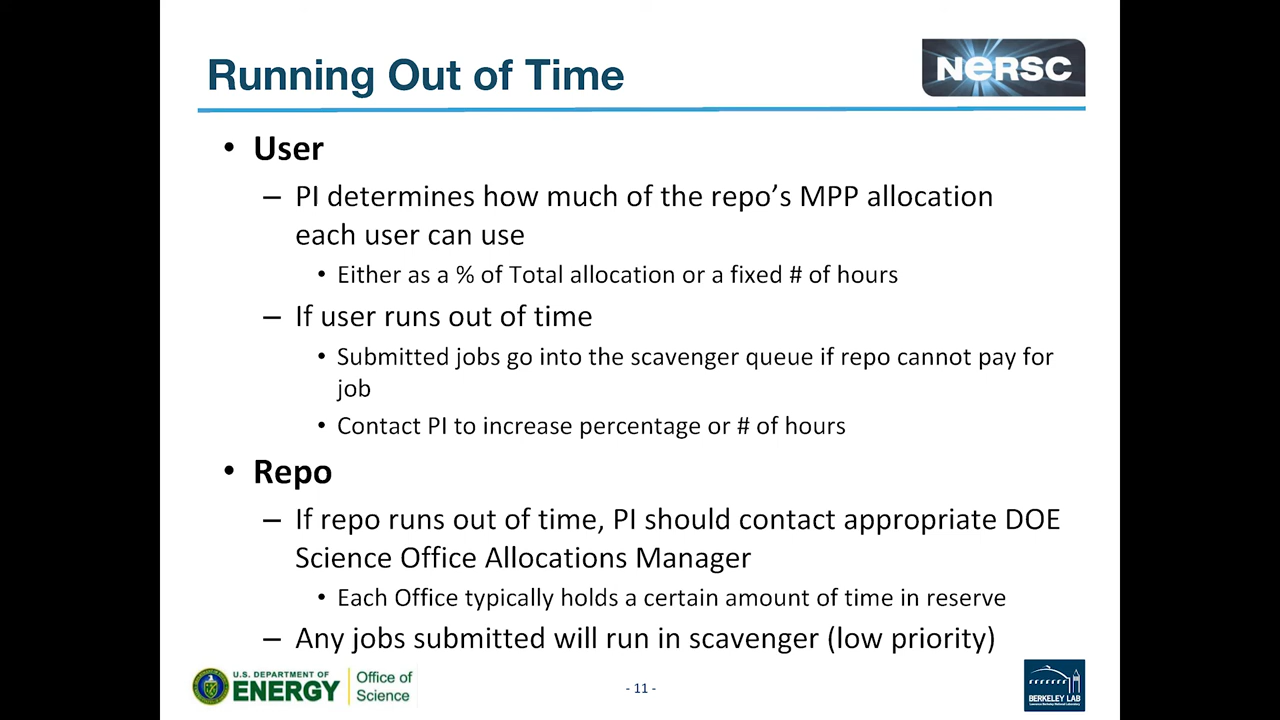 Running Out of Time
NERSC
• User
– PI determines how much of the repo’s MPP allocation
each user can use
• Either as a % of Total allocation or a fixed # of hours
– If user runs out of time
• Submitted jobs go into the scavenger queue if repo cannot pay for
job
• Contact PI to increase percentage or # of hours
• Repo
– If repo runs out of time, PI should contact appropriate DOE
Science Office Allocations Manager
• Each Office typically holds a certain amount of time in reserve
– Any jobs submitted will run in scavenger (low priority)
U.S. DEPARTMENT OF
ENERGY
Office of
Science
- 11 -
BERKELEY LAB